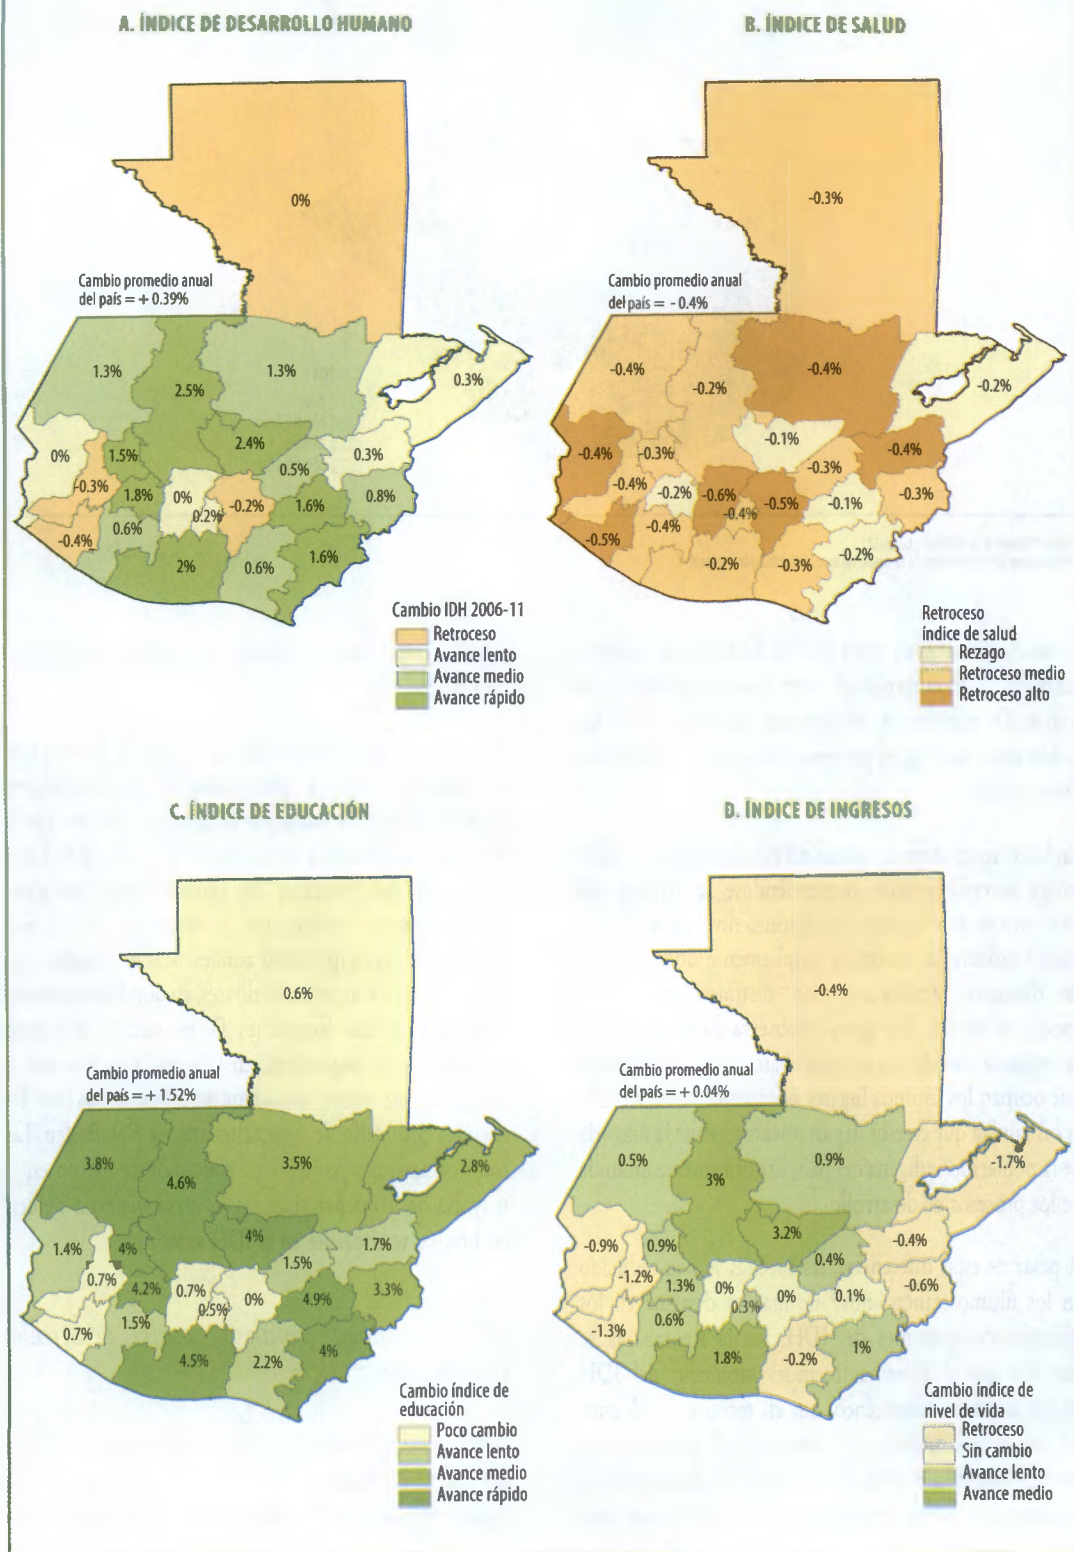 A. ÍNDICE DE DESARROLLO HUMANO
0%
Cambio promedio anual
del país = + 0.39%
1.3%
2.5%
1.3%
0.3%
0%
1.5%
2.4%
0.5%
0.3%
-0.3%
1.8%
0%
0.2%
-0.2%
1.6%
0.8%
-0.4%
0.6%
2%
0.6%
1.6%
Cambio IDH 2006-11
Retroceso
Avance lento
Avance medio
Avance rápido
B. ÍNDICE DE SALUD
-0.3%
Cambio promedio anual
del país = - 0.4%
-0.4%
-0.2%
-0.4%
-0.2%
-0.4%
-0.3%
-0.1%
-0.3%
-0.4%
-0.4%
-0.2%
-0.6%
-0.4%
-0.5%
-0.1%
-0.3%
-0.5%
-0.4%
-0.2%
-0.3%
-0.2%
Retroceso
índice de salud
Rezago
Retroceso medio
Retroceso alto
C. ÍNDICE DE EDUCACIÓN
0.6%
Cambio promedio anual
del país = + 1.52%
3.8%
4.6%
3.5%
2.8%
1.4%
4%
4%
1.5%
1.7%
0.7%
4.2%
0.7%
0.5%
0%
4.9%
3.3%
0.7%
1.5%
4.5%
2.2%
4%
Cambio índice de
educación
Poco cambio
Avance lento
Avance medio
Avance rápido
D. ÍNDICE DE INGRESOS
-0.4%
Cambio promedio anual
del país = + 0.04%
0.5%
3%
0.9%
-1.7%
-0.9%
0.9%
3.2%
0.4%
-0.4%
-1.2%
1.3%
0%
0.3%
0%
0.1%
-0.6%
-1.3%
0.6%
1.8%
-0.2%
1%
Cambio índice de
nivel de vida
Retroceso
Sin cambio
Avance lento
Avance medio